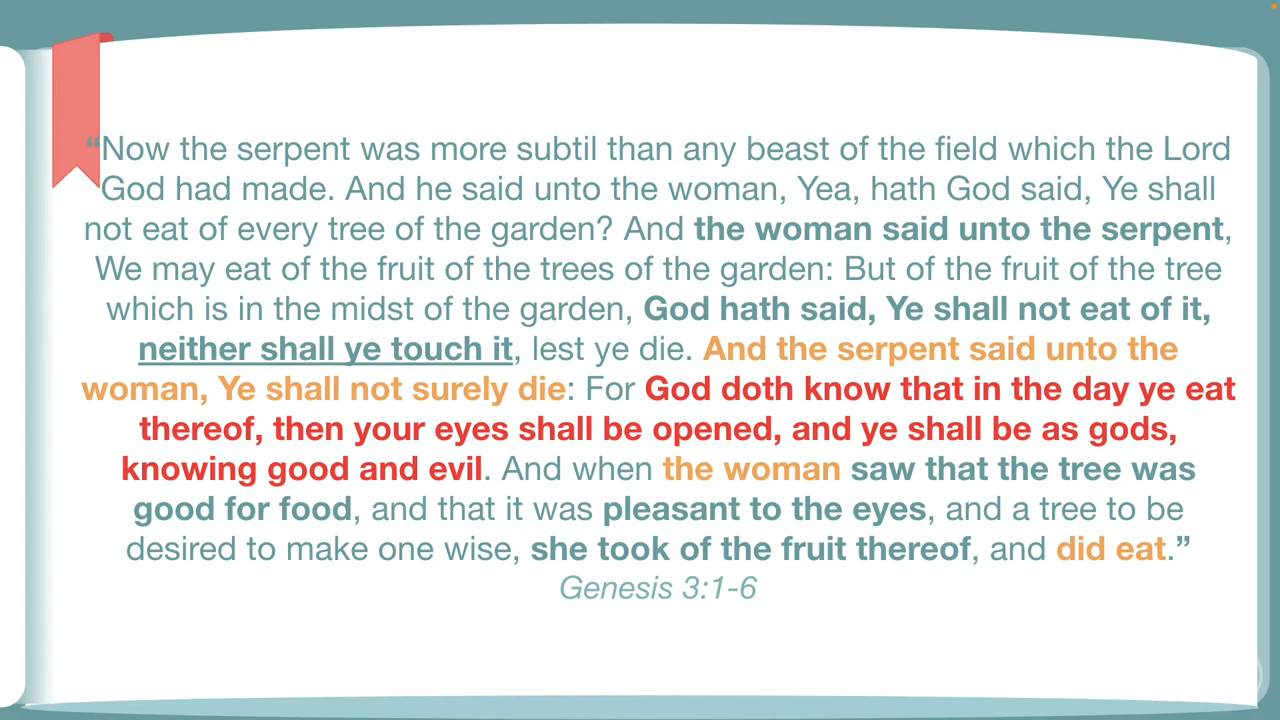 “Now the serpent was more subtil than any beast of the field which the Lord
God had made. And he said unto the woman, Yea, hath God said, Ye shall
not eat of every tree of the garden? And the woman said unto the serpent,
We may eat of the fruit of the trees of the garden: But of the fruit of the tree
which is in the midst of the garden, God hath said, Ye shall not eat of it,
neither shall ye touch it, lest ye die. And the serpent said unto the
woman, Ye shall not surely die: For God doth know that in the day ye eat
thereof, then your eyes shall be opened, and ye shall be as gods,
knowing good and evil. And when the woman saw that the tree was
good for food, and that it was pleasant to the eyes, and a tree to be
desired to make one wise, she took of the fruit thereof, and did eat.”
Genesis 3:1-6